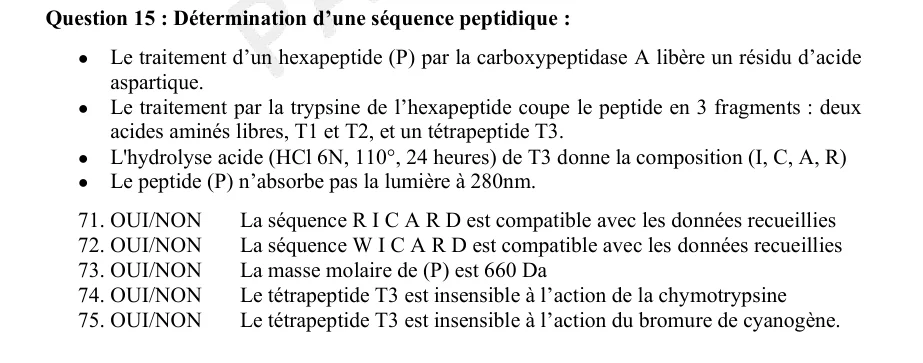 Question 15 : Détermination d’une séquence peptidique :
• Le traitement d’un hexapeptide (P) par la carboxypeptidase A libère un résidu d’acide
aspartique.
• Le traitement par la trypsine de l’hexapeptide coupe le peptide en 3 fragments : deux
acides aminés libres, T1 et T2, et un tétrapeptide T3.
• L'hydrolyse acide (HCl 6N, 110°, 24 heures) de T3 donne la composition (I, C, A, R)
• Le peptide (P) n’absorbe pas la lumière à 280nm.
71. OUI/NON La séquence R I C A R D est compatible avec les données recueillies
72. OUI/NON La séquence W I C A R D est compatible avec les données recueillies
73. OUI/NON La masse molaire de (P) est 660 Da
74. OUI/NON Le tétrapeptide T3 est insensible à l’action de la chymotrypsine
75. OUI/NON Le tétrapeptide T3 est insensible à l’action du bromure de cyanogène.